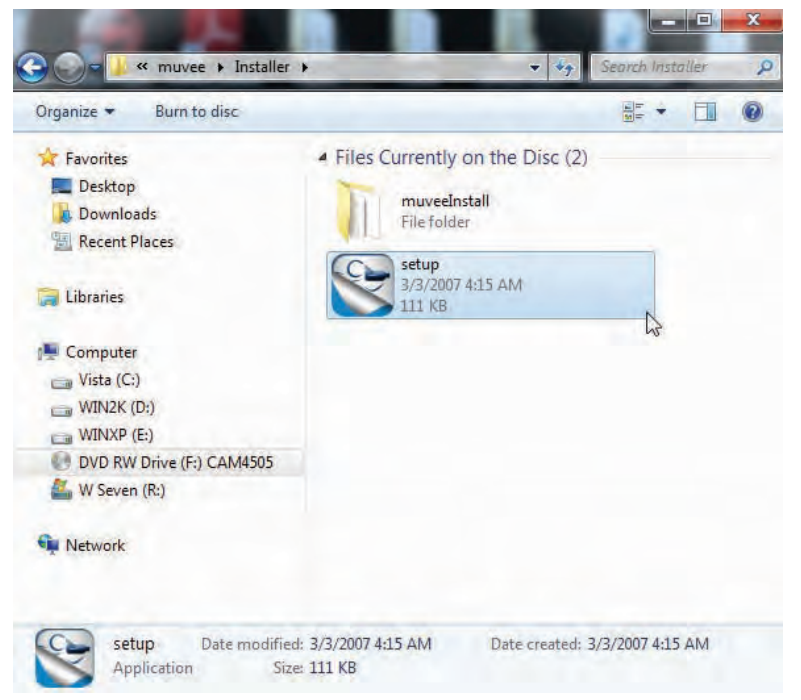 « muvee ▸ Installer ▸
Search Installer
Organize ▾ Burn to disc
Favorites
Desktop
Downloads
Recent Places
Libraries
Computer
Vista (C:)
WIN2K (D:)
WINXP (E:)
DVD RW Drive (F:) CAM4505
W Seven (R:)
Network
Files Currently on the Disc (2)
muveeInstall
File folder
setup
3/3/2007 4:15 AM
111 KB
setup Date modified: 3/3/2007 4:15 AM Date created: 3/3/2007 4:15 AM
Application Size: 111 KB